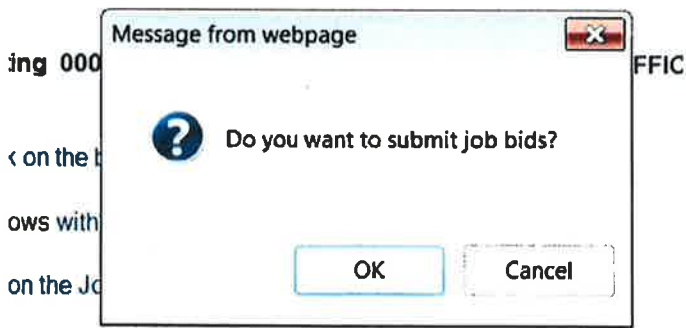 Message from webpage
ing 000
FFIC
Do you want to submit job bids?
on the
ows with
OK Cancel
on the Jo